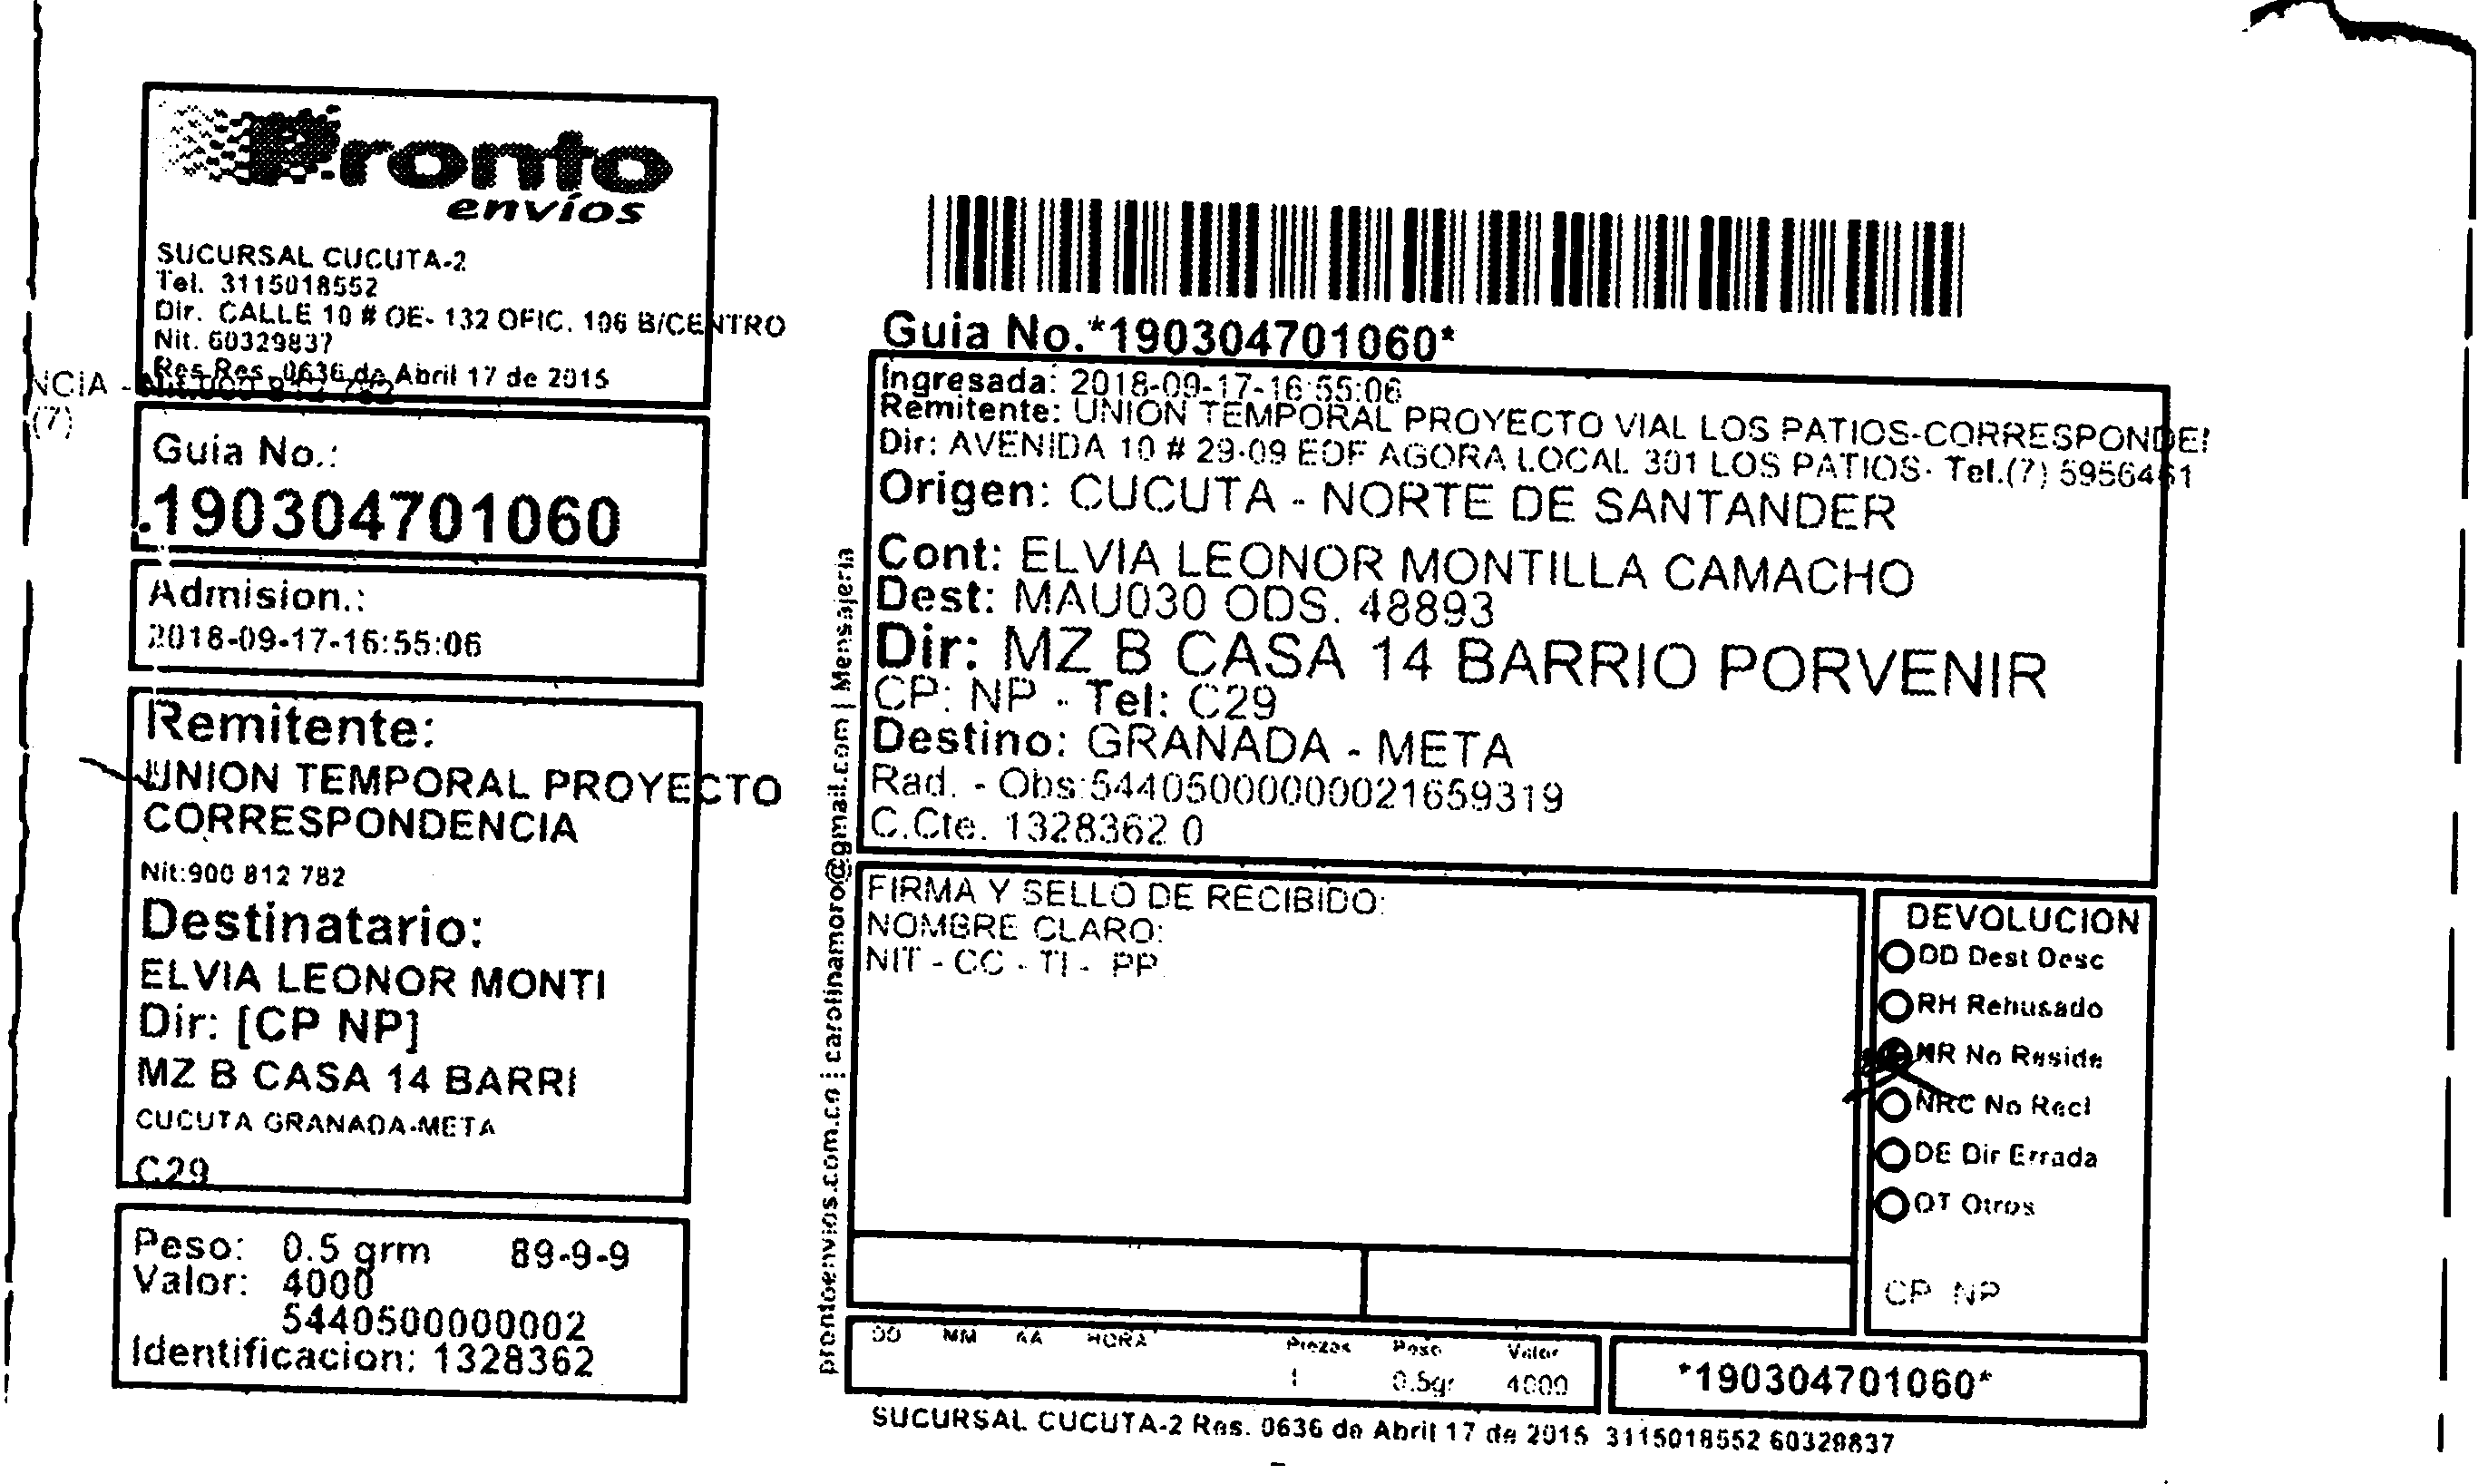 Pronto
envíos
SUCURSAL CUCUTA-2
Tel. 3115018552
Dir. CALLE 10 # OE- 132 OFIC. 106 B/CENTRO
Nit. 60329837
Res Res. 0636 de Abril 17 de 2015
NCIA -
(7)
Guia No.:
190304701060
Admision.:
2018-09-17-16:55:06
Remitente:
UNION TEMPORAL PROYECTO
CORRESPONDENCIA
Nit:900 812 782
Destinatario:
ELVIA LEONOR MONTI
Dir: [CP NP]
MZ B CASA 14 BARRI
CUCUTA GRANADA-META
C29
Peso: 0.5 grm 89-9-9
Valor: 4000
5440500000002
Identificacion: 1328362
prontoenvios.com.co | carolinamoro@gmail.com | Mensajeria
Guia No.*190304701060*
Ingresada: 2018-09-17-16:55:06
Remitente: UNION TEMPORAL PROYECTO VIAL LOS PATIOS-CORRESPONDE
Dir: AVENIDA 10 # 29-09 EDF AGORA LOCAL 301 LOS PATIOS- Tel.(7) 5956461
Origen: CUCUTA - NORTE DE SANTANDER
Cont: ELVIA LEONOR MONTILLA CAMACHO
Dest: MAU030 ODS. 48893
Dir: MZ B CASA 14 BARRIO PORVENIR
CP: NP - Tel: C29
Destino: GRANADA - META
Rad. - Obs:5440500000002​1659319
C.Cte. 1328362 0
FIRMA Y SELLO DE RECIBIDO:
NOMBRE CLARO:
NIT - CC - TI - PP
DEVOLUCION
DD Dest Desc
RH Rehusado
NR No Reside
NRC No Recl
DE Dir Errada
OT Otros
CP NP
DD MM AA HORA Piezas Peso Valor
1 0.5gr 4000
*190304701060*
SUCURSAL CUCUTA-2 Res. 0636 de Abril 17 de 2015 3115018552 60329837